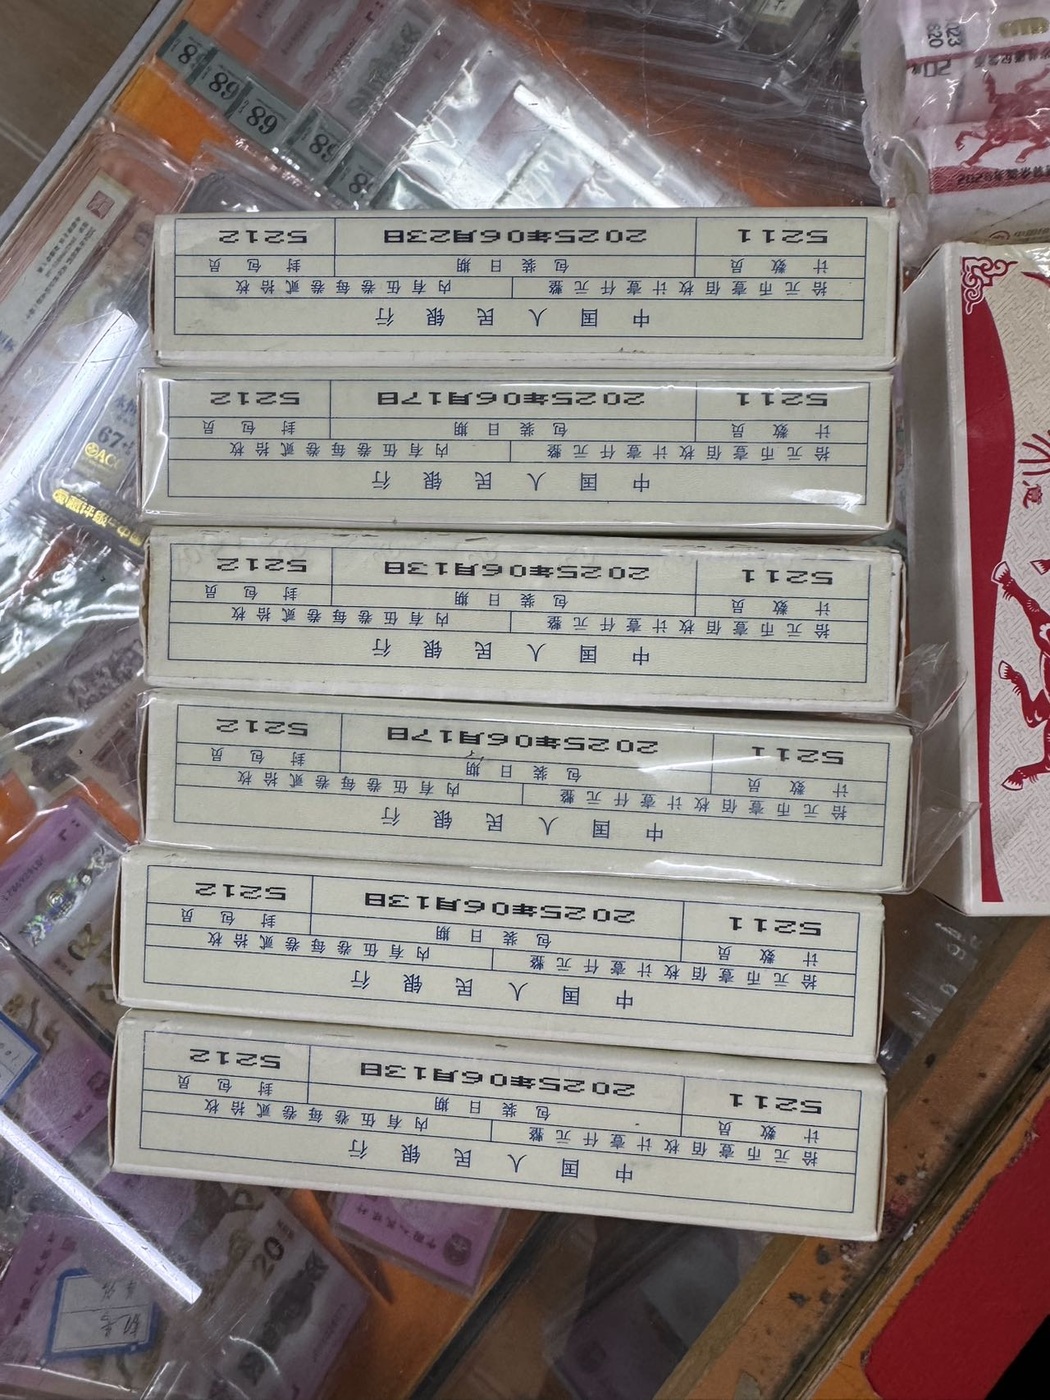 中国人民银行
拾元币壹佰枚计壹仟元整 内有伍卷每卷贰拾枚
计数员 包装日期 封包员
5211 2025年06月13日 5212
中国人民银行
拾元币壹佰枚计壹仟元整 内有伍卷每卷贰拾枚
计数员 包装日期 封包员
5211 2025年06月13日 5212
中国人民银行
拾元币壹佰枚计壹仟元整 内有伍卷每卷贰拾枚
计数员 包装日期 封包员
5211 2025年06月17日 5212
中国人民银行
拾元币壹佰枚计壹仟元整 内有伍卷每卷贰拾枚
计数员 包装日期 封包员
5211 2025年06月13日 5212
中国人民银行
拾元币壹佰枚计壹仟元整 内有伍卷每卷贰拾枚
计数员 包装日期 封包员
5211 2025年06月17日 5212
中国人民银行
拾元币壹佰枚计壹仟元整 内有伍卷每卷贰拾枚
计数员 包装日期 封包员
5211 2025年06月23日 5212
68
68
68
20
67